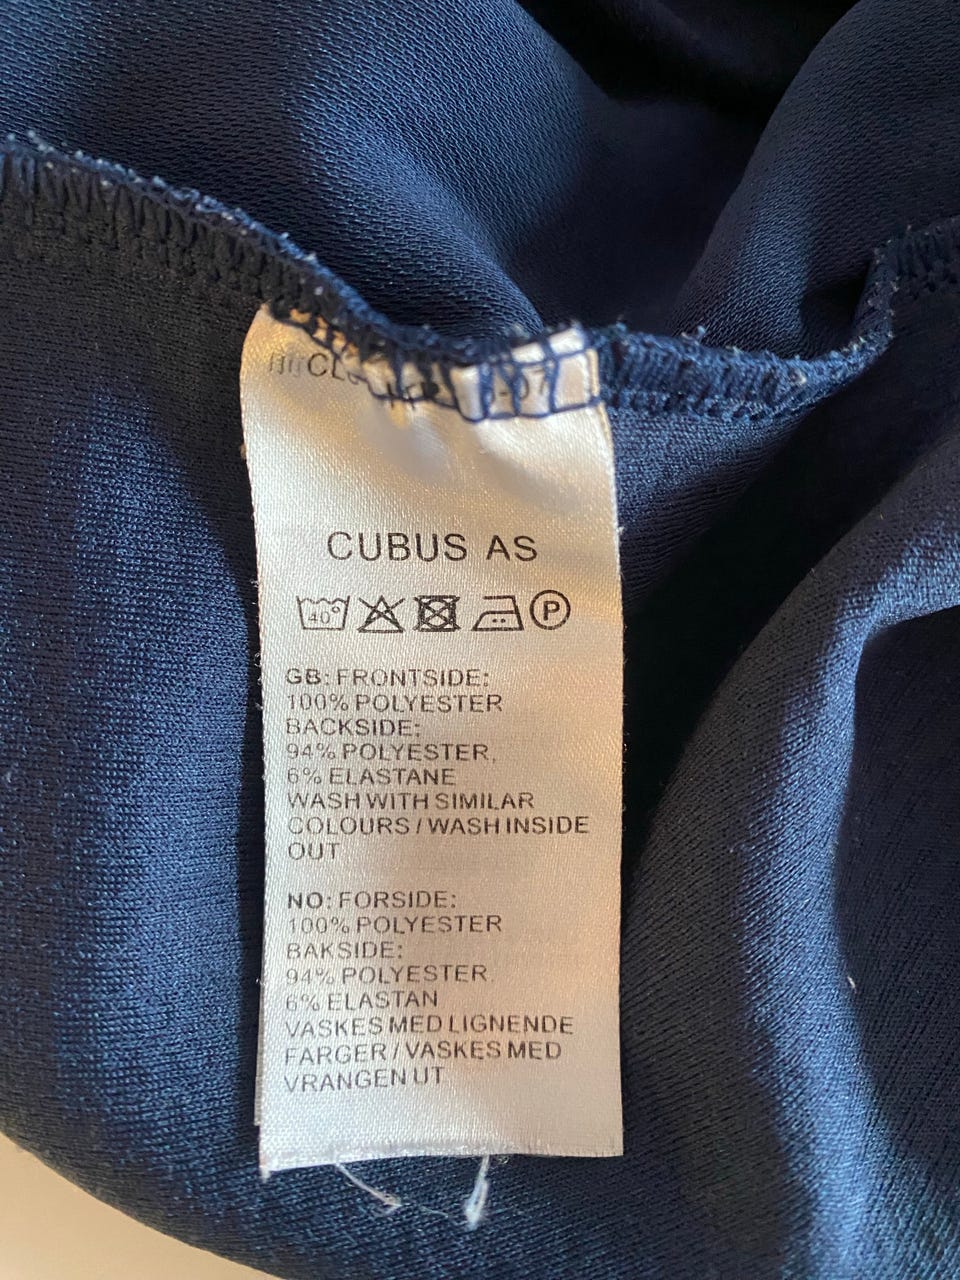 CUBUS AS
40°
P
GB: FRONTSIDE:
100% POLYESTER
BACKSIDE:
94% POLYESTER,
6% ELASTANE
WASH WITH SIMILAR
COLOURS / WASH INSIDE
OUT
NO: FORSIDE:
100% POLYESTER
BAKSIDE:
94% POLYESTER,
6% ELASTAN
VASKES MED LIGNENDE
FARGER / VASKES MED
VRANGEN UT